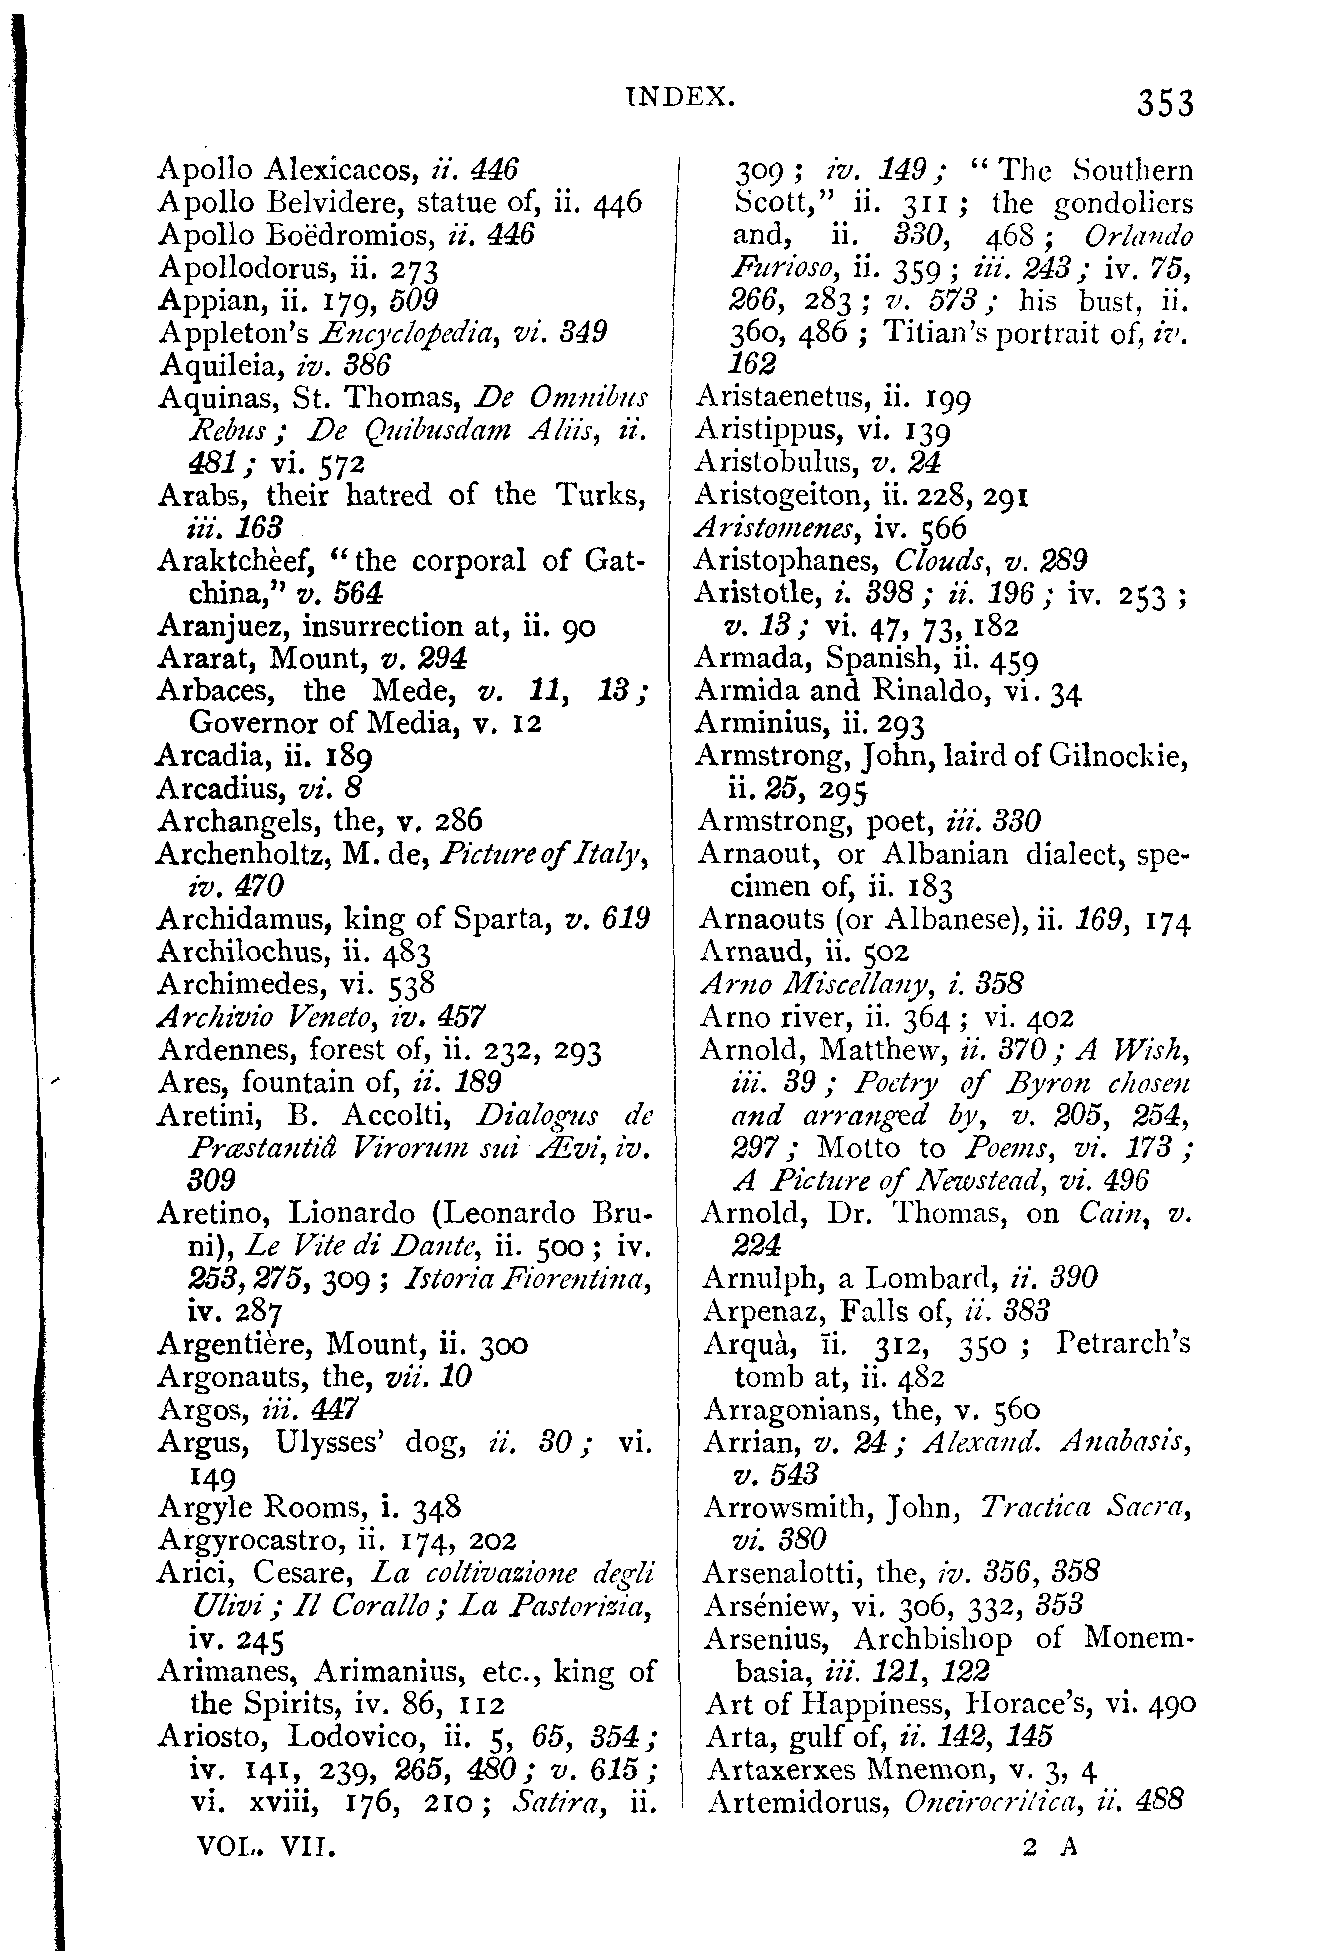 INDEX.
353
Apollo Alexicacos, ii. 446
Apollo Belvidere, statue of, ii. 446
Apollo Boëdromios, ii. 446
Apollodorus, ii. 273
Appian, ii. 179, 509
Appleton's Encyclopedia, vi. 349
Aquileia, iv. 386
Aquinas, St. Thomas, De Omnibus
Rebus; De Quibusdam Aliis, ii.
481; vi. 572
Arabs, their hatred of the Turks,
iii. 163
Araktchèef, "the corporal of Gat-
china," v. 564
Aranjuez, insurrection at, ii. 90
Ararat, Mount, v. 294
Arbaces, the Mede, v. 11, 13;
Governor of Media, v. 12
Arcadia, ii. 189
Arcadius, vi. 8
Archangels, the, v. 286
Archenholtz, M. de, Picture of Italy,
iv. 470
Archidamus, king of Sparta, v. 619
Archilochus, ii. 483
Archimedes, vi. 538
Archivio Veneto, iv. 457
Ardennes, forest of, ii. 232, 293
Ares, fountain of, ii. 189
Aretini, B. Accolti, Dialogus de
Præstantiâ Virorum sui Ævi, iv.
309
Aretino, Lionardo (Leonardo Bru-
ni), Le Vite di Dante, ii. 500; iv.
253, 275, 309; Istoria Fiorentina,
iv. 287
Argentière, Mount, ii. 300
Argonauts, the, vii. 10
Argos, iii. 447
Argus, Ulysses' dog, ii. 30; vi.
149
Argyle Rooms, i. 348
Argyrocastro, ii. 174, 202
Arici, Cesare, La coltivazione degli
Ulivi; Il Corallo; La Pastorizia,
iv. 245
Arimanes, Arimanius, etc., king of
the Spirits, iv. 86, 112
Ariosto, Lodovico, ii. 5, 65, 354;
iv. 141, 239, 265, 480; v. 615;
vi. xviii, 176, 210; Satira, ii.
309; iv. 149; "The Southern
Scott," ii. 311; the gondoliers
and, ii. 330, 468; Orlando
Furioso, ii. 359; iii. 243; iv. 75,
266, 283; v. 573; his bust, ii.
360, 486; Titian's portrait of, iv.
162
Aristaenetus, ii. 199
Aristippus, vi. 139
Aristobulus, v. 24
Aristogeiton, ii. 228, 291
Aristomenes, iv. 566
Aristophanes, Clouds, v. 289
Aristotle, i. 398; ii. 196; iv. 253;
v. 13; vi. 47, 73, 182
Armada, Spanish, ii. 459
Armida and Rinaldo, vi. 34
Arminius, ii. 293
Armstrong, John, laird of Gilnockie,
ii. 25, 295
Armstrong, poet, iii. 330
Arnaout, or Albanian dialect, spe-
cimen of, ii. 183
Arnaouts (or Albanese), ii. 169, 174
Arnaud, ii. 502
Arno Miscellany, i. 358
Arno river, ii. 364; vi. 402
Arnold, Matthew, ii. 370; A Wish,
iii. 39; Poetry of Byron chosen
and arranged by, v. 205, 254,
297; Motto to Poems, vi. 173;
A Picture of Newstead, vi. 496
Arnold, Dr. Thomas, on Cain, v.
224
Arnulph, a Lombard, ii. 390
Arpenaz, Falls of, ii. 383
Arquà, ii. 312, 350; Petrarch's
tomb at, ii. 482
Arragonians, the, v. 560
Arrian, v. 24; Alexand. Anabasis,
v. 543
Arrowsmith, John, Tractica Sacra,
vi. 380
Arsenalotti, the, iv. 356, 358
Arséniew, vi. 306, 332, 353
Arsenius, Archbishop of Monem-
basia, iii. 121, 122
Art of Happiness, Horace's, vi. 490
Arta, gulf of, ii. 142, 145
Artaxerxes Mnemon, v. 3, 4
Artemidorus, Oneirocritica, ii. 488
VOL. VII.
2 A